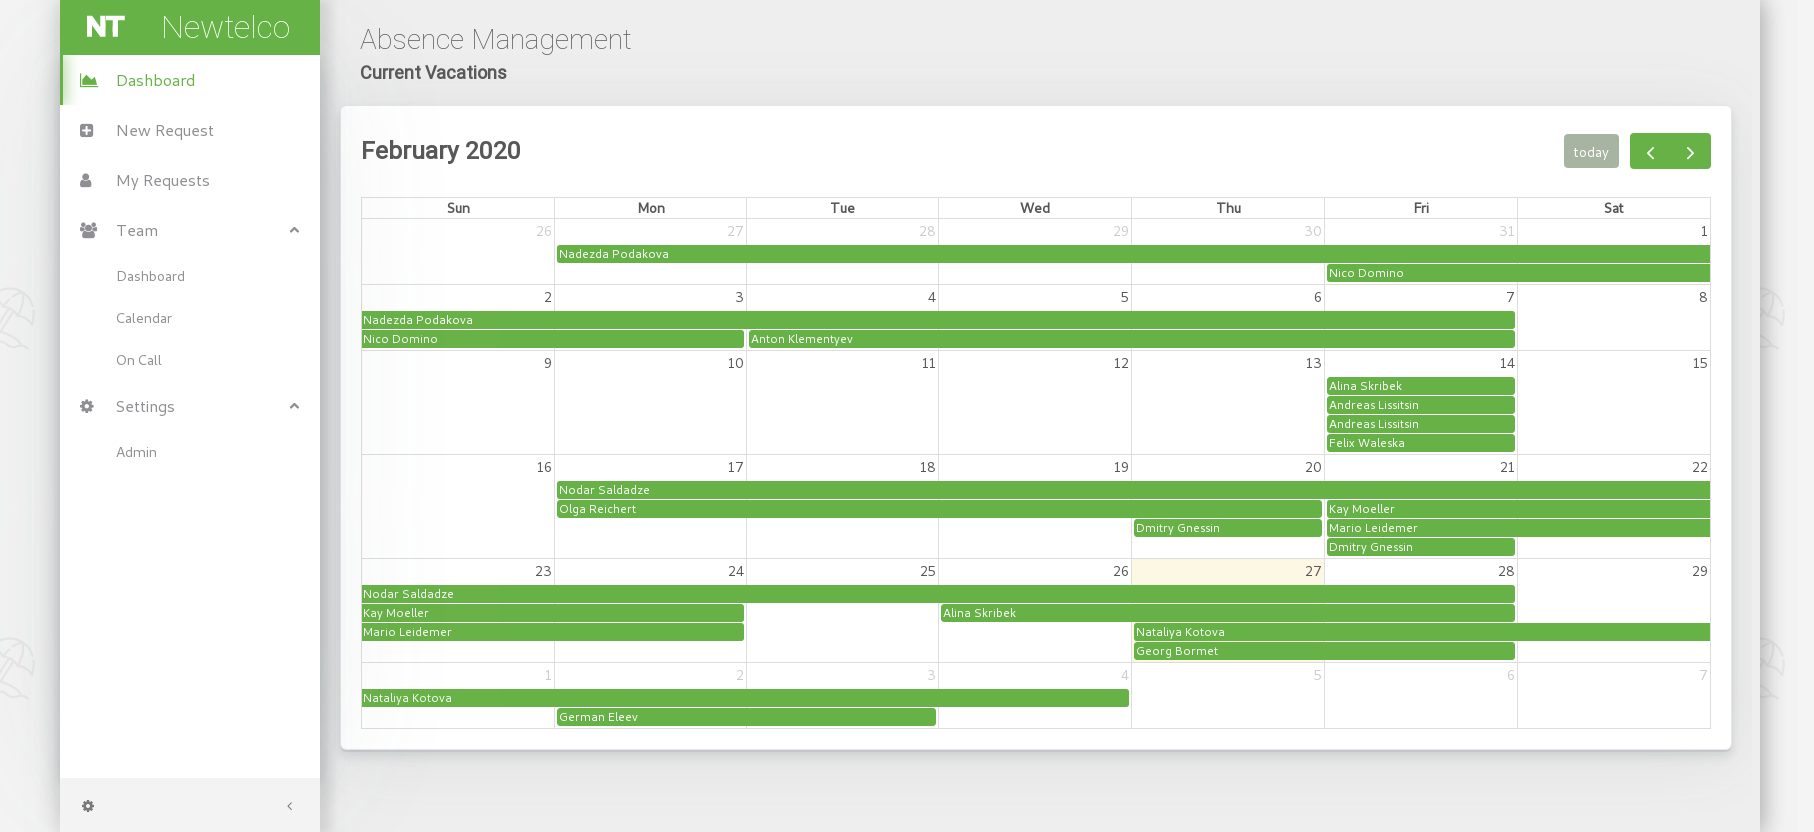 NT Newtelco
Dashboard
New Request
My Requests
Team
Dashboard
Calendar
On Call
Settings
Admin
Absence Management
Current Vacations
February 2020
today
Sun Mon Tue Wed Thu Fri Sat
26 27 28 29 30 31 1
Nadezda Podakova
Nico Domino
2 3 4 5 6 7 8
Nadezda Podakova
Nico Domino Anton Klementyev
9 10 11 12 13 14 15
Alina Skribek
Andreas Lissitsin
Andreas Lissitsin
Felix Waleska
16 17 18 19 20 21 22
Nodar Saldadze
Olga Reichert Kay Moeller
Dmitry Gnessin Mario Leidemer
Dmitry Gnessin
23 24 25 26 27 28 29
Nodar Saldadze
Kay Moeller Alina Skribek
Mario Leidemer Nataliya Kotova
Georg Bormet
1 2 3 4 5 6 7
Nataliya Kotova
German Eleev